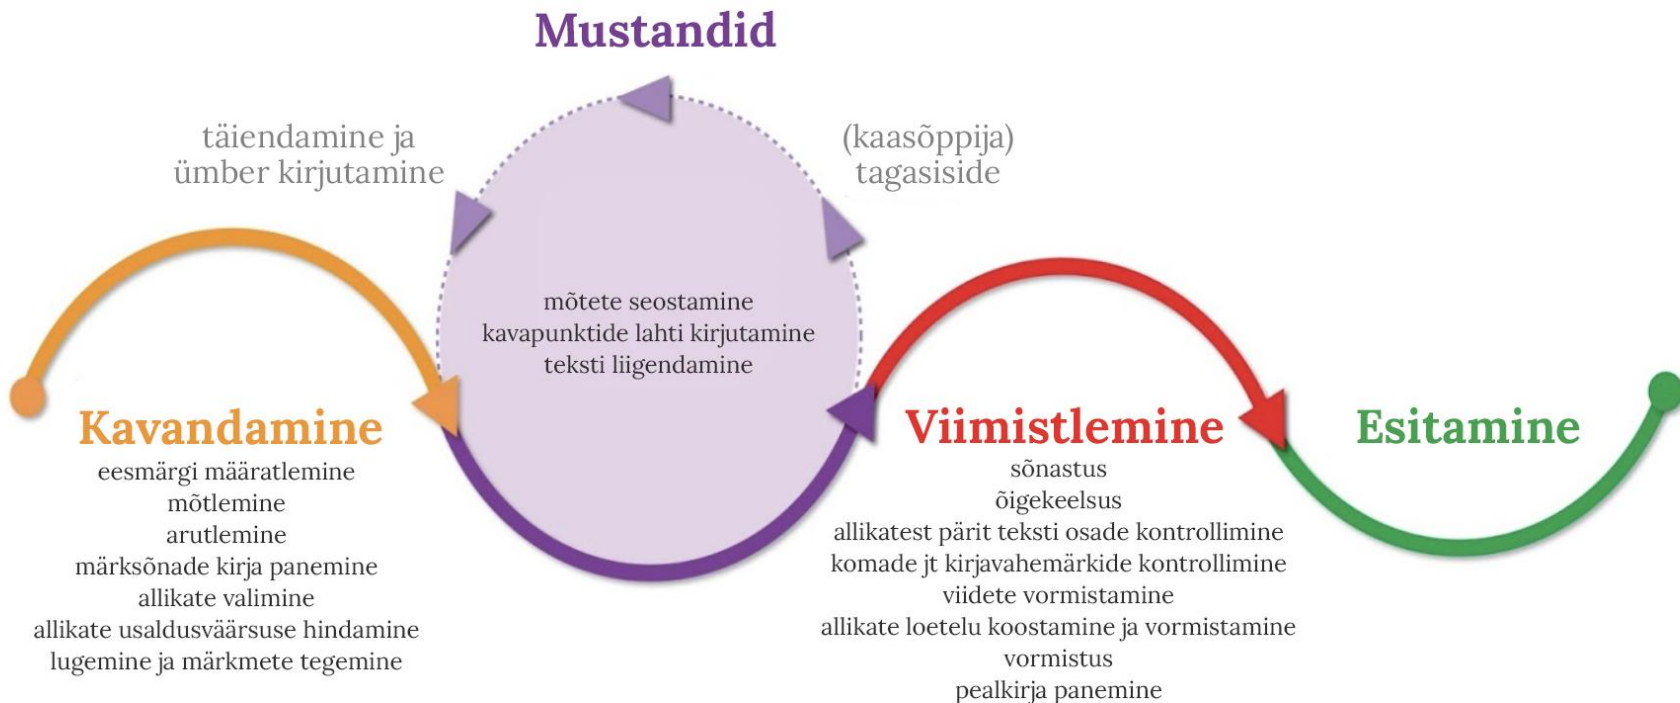 Mustandid
täiendamine ja
ümber kirjutamine
(kaasõppija)
tagasiside
mõtete seostamine
kavapunktide lahti kirjutamine
teksti liigendamine
Kavandamine
eesmärgi määratlemine
mõtlemine
arutlemine
märksõnade kirja panemine
allikate valimine
allikate usaldusväärsuse hindamine
lugemine ja märkmete tegemine
Viimistlemine
sõnastus
õigekeelsus
allikatest pärit teksti osade kontrollimine
komade jt kirjavahemärkide kontrollimine
viidete vormistamine
allikate loetelu koostamine ja vormistamine
vormistus
pealkirja panemine
Esitamine